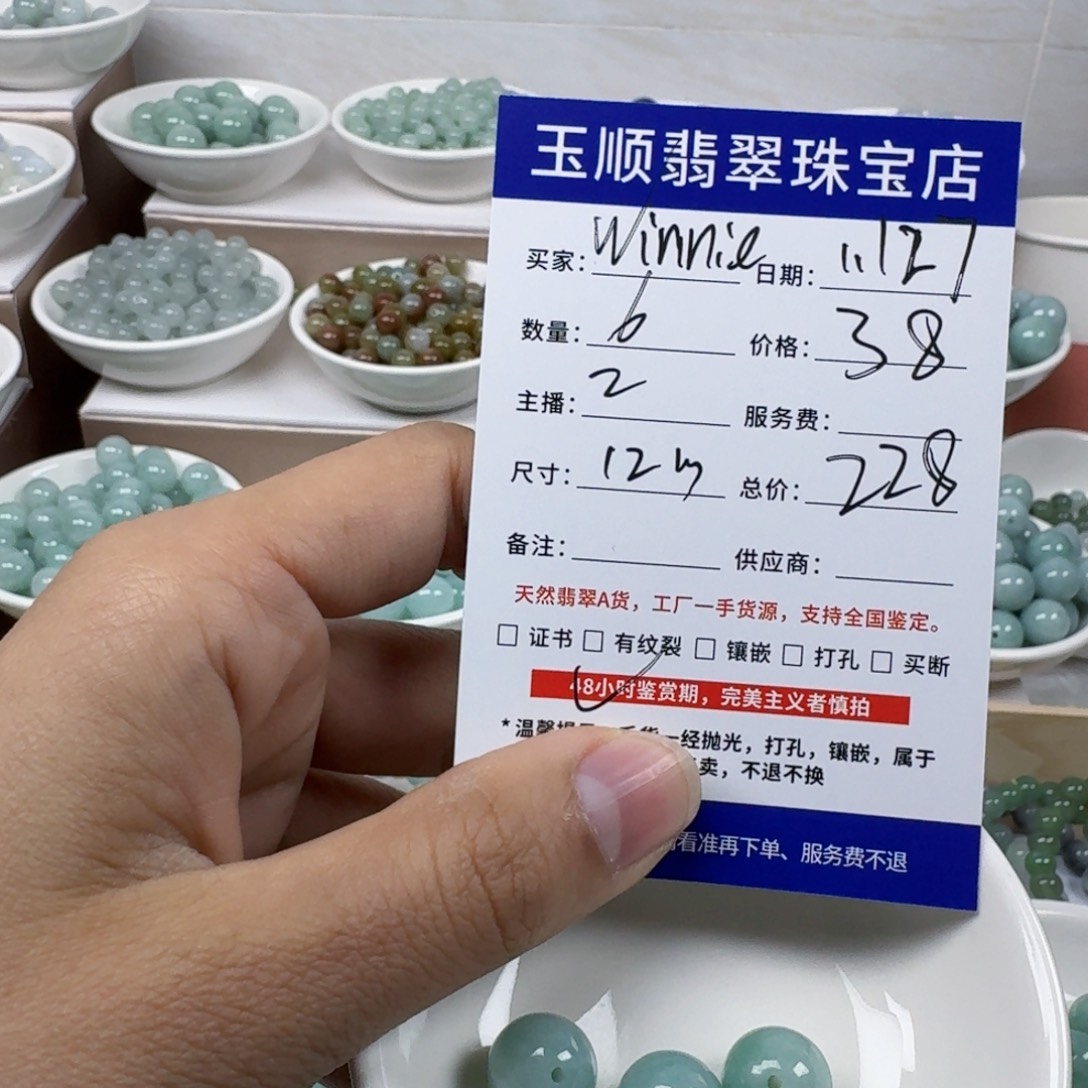 玉顺翡翠珠宝店
买家: Winnie 日期: 11.27
数量: 6 价格: 38
主播: 2 服务费:
尺寸: 12 总价: 228
备注: 供应商:
天然翡翠A货，工厂一手货源，支持全国鉴定。
□ 证书 □ 有纹裂 □ 镶嵌 □ 打孔 □ 买断
48小时鉴赏期，完美主义者慎拍
*温馨 一经抛光，打孔，镶嵌，属于
卖，不退不换
看准再下单、服务费不退